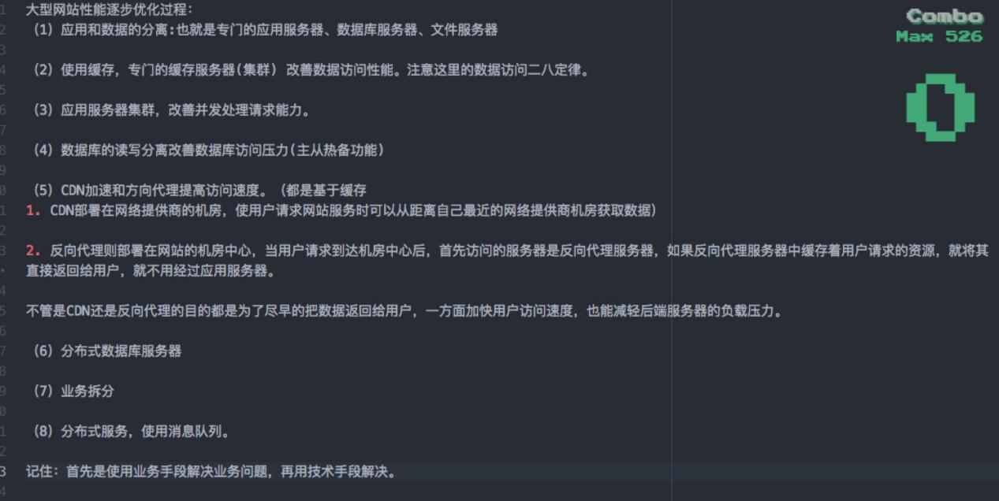 大型网站性能逐步优化过程:
(1) 应用和数据的分离:也就是专门的应用服务器、数据库服务器、文件服务器
(2) 使用缓存, 专门的缓存服务器(集群) 改善数据访问性能。注意这里的数据访问二八定律。
(3) 应用服务器集群, 改善并发处理请求能力。
(4) 数据库的读写分离改善数据库访问压力(主从热备功能)
(5) CDN加速和方向代理提高访问速度。 (都是基于缓存
1. CDN部署在网络提供商的机房, 使用户请求网站服务时可以从距离自己最近的网络提供商机房获取数据)
2. 反向代理则部署在网站的机房中心, 当用户请求到达机房中心后, 首先访问的服务器是反向代理服务器, 如果反向代理服务器中缓存着用户请求的资源, 就将其
直接返回给用户, 就不用经过应用服务器。
不管是CDN还是反向代理的目的都是为了尽早的把数据返回给用户, 一方面加快用户访问速度, 也能减轻后端服务器的负载压力。
(6) 分布式数据库服务器
(7) 业务拆分
(8) 分布式服务, 使用消息队列。
记住: 首先是使用业务手段解决业务问题, 再用技术手段解决。
Combo
Max 526
0